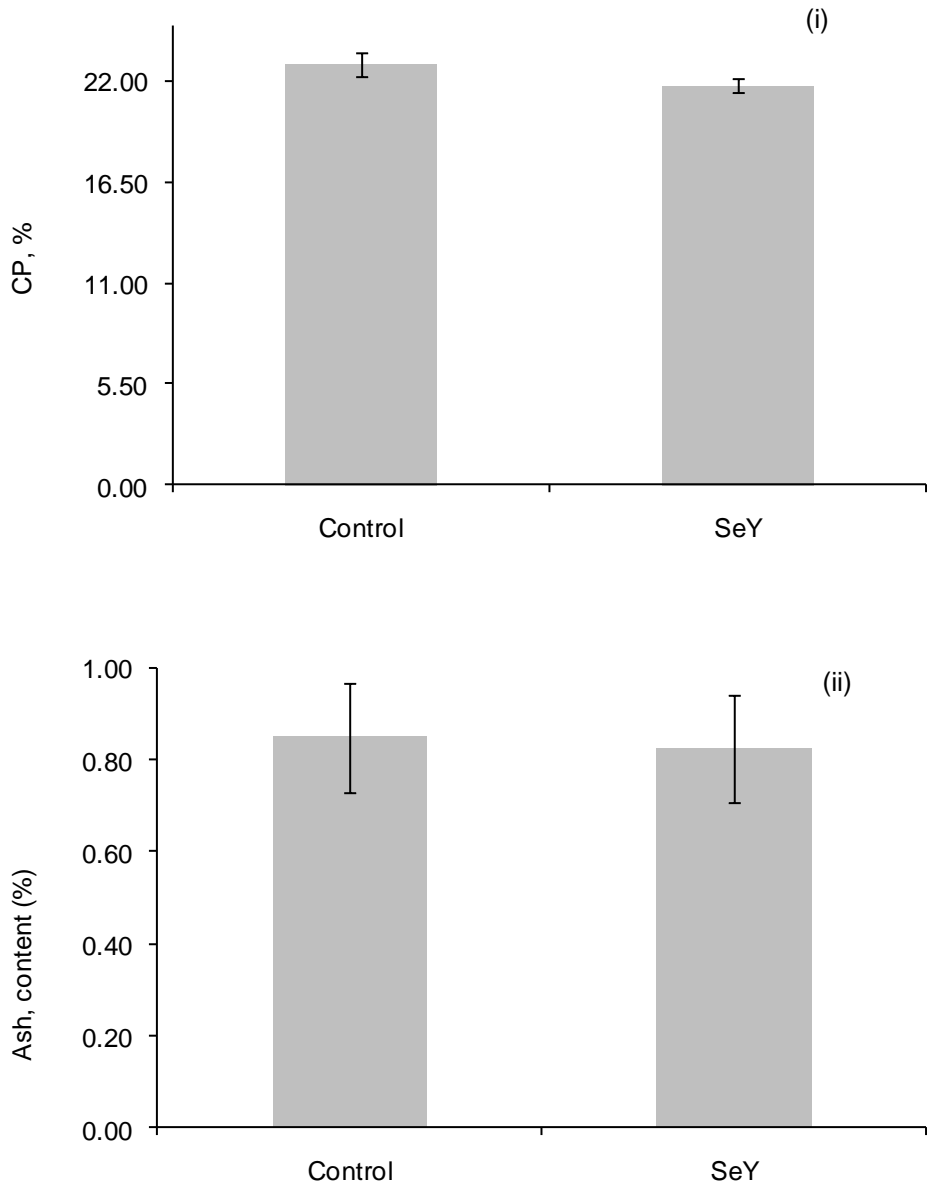 (i)
22.00
16.50
11.00
5.50
0.00
CP, %
Control SeY
(ii)
1.00
0.80
0.60
0.40
0.20
0.00
Ash, content (%)
Control SeY